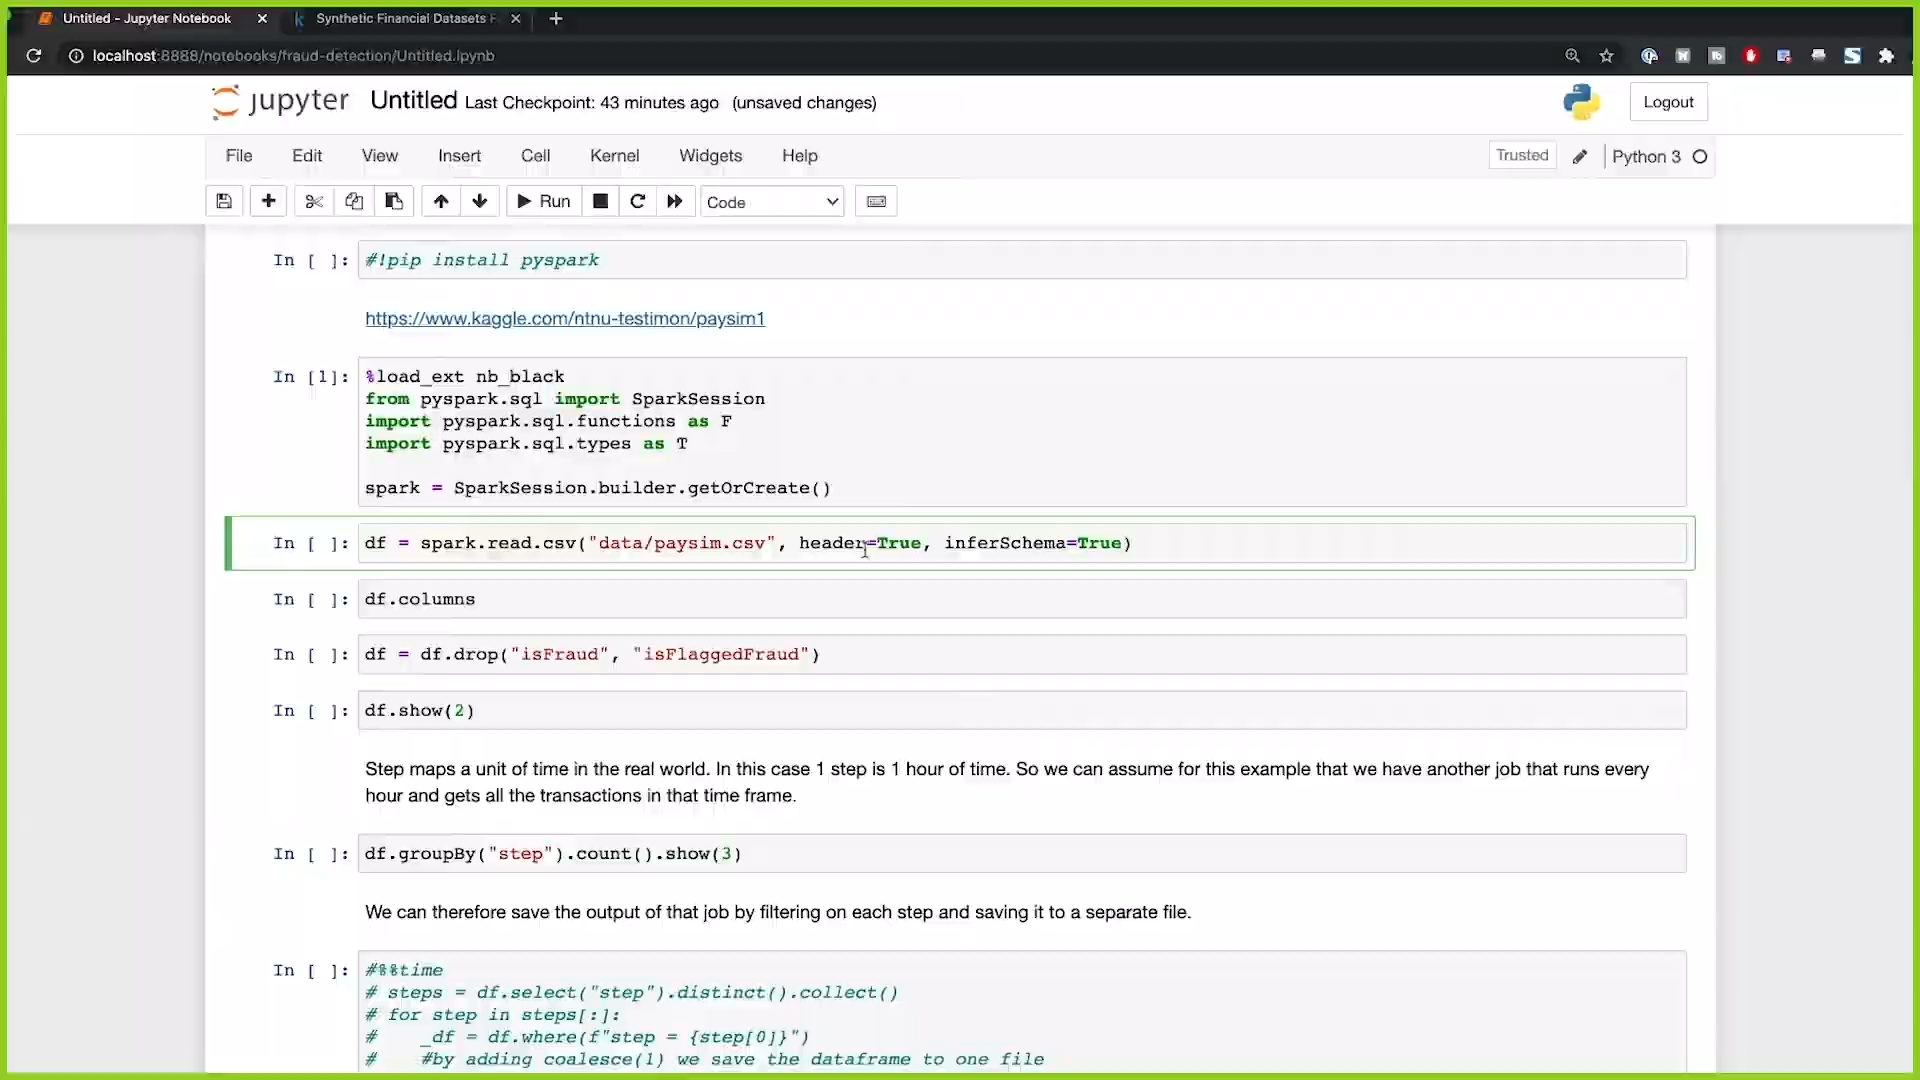 Untitled - Jupyter Notebook
Synthetic Financial Datasets F
localhost:8888/notebooks/fraud-detection/Untitled.ipynb
jupyter Untitled Last Checkpoint: 43 minutes ago (unsaved changes)
Logout
File Edit View Insert Cell Kernel Widgets Help
Trusted
Python 3
Run
Code
In [ ]: #!pip install pyspark
https://www.kaggle.com/ntnu-testimon/paysim1
In [1]: %load_ext nb_black
from pyspark.sql import SparkSession
import pyspark.sql.functions as F
import pyspark.sql.types as T
spark = SparkSession.builder.getOrCreate()
In [ ]: df = spark.read.csv("data/paysim.csv", header=True, inferSchema=True)
In [ ]: df.columns
In [ ]: df = df.drop("isFraud", "isFlaggedFraud")
In [ ]: df.show(2)
Step maps a unit of time in the real world. In this case 1 step is 1 hour of time. So we can assume for this example that we have another job that runs every
hour and gets all the transactions in that time frame.
In [ ]: df.groupBy("step").count().show(3)
We can therefore save the output of that job by filtering on each step and saving it to a separate file.
In [ ]: #%%time
# steps = df.select("step").distinct().collect()
# for step in steps[:]:
#     _df = df.where(f"step = {step[0]}")
#     #by adding coalesce(1) we save the dataframe to one file